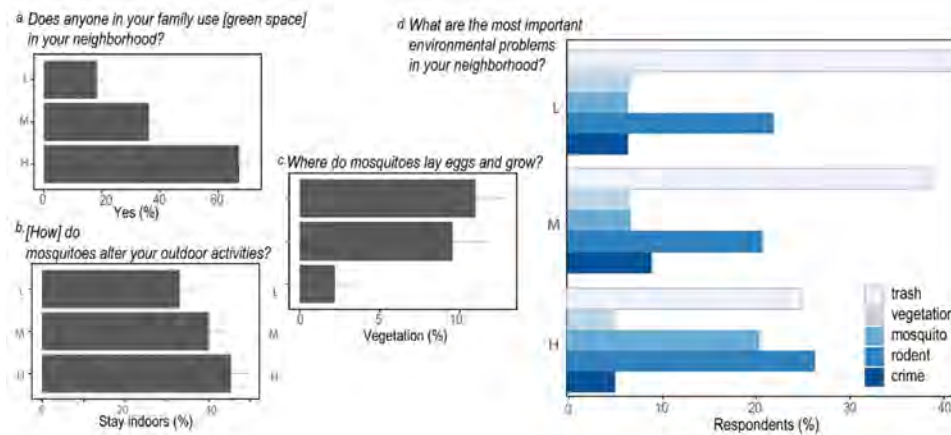 a. Does anyone in your family use [green space]
in your neighborhood?
L
M
H
0 20 40 60
Yes (%)
b. [How] do
mosquitoes alter your outdoor activities?
L
M
H
0 20 40
Stay indoors (%)
c. Where do mosquitoes lay eggs and grow?
L
M
H
0 5 10
Vegetation (%)
d. What are the most important
environmental problems
in your neighborhood?
L
M
H
trash
vegetation
mosquito
rodent
crime
0 10 20 30 40
Respondents (%)